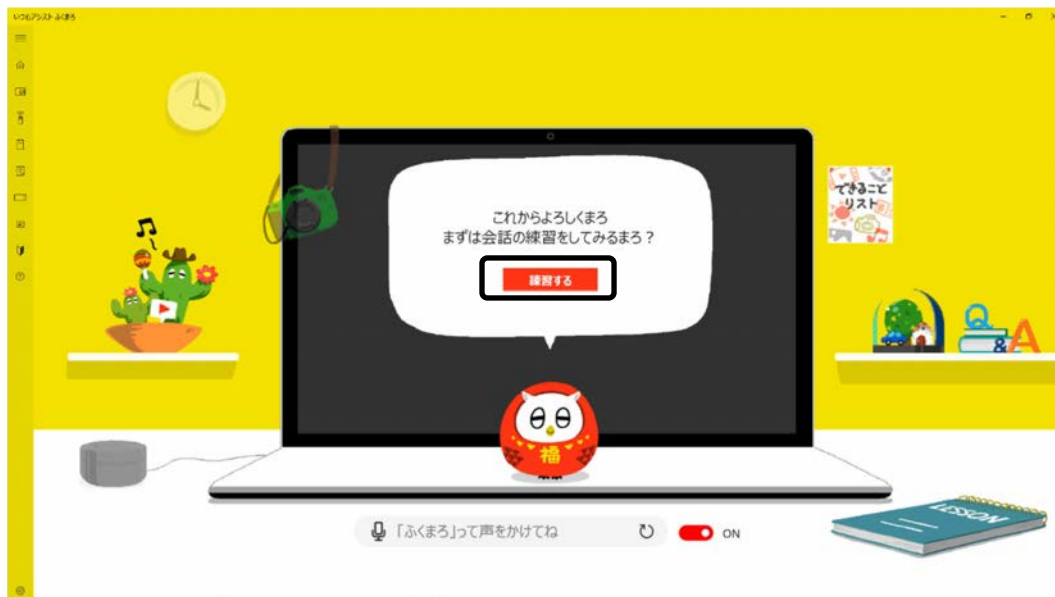 いつもアシスト ふくまろ
できること
リスト
これからよろしくまろ
まずは会話の練習をしてみるまろ？
練習する
Q
&
A
福
LESSON
「ふくまろ」って声をかけてね
ON